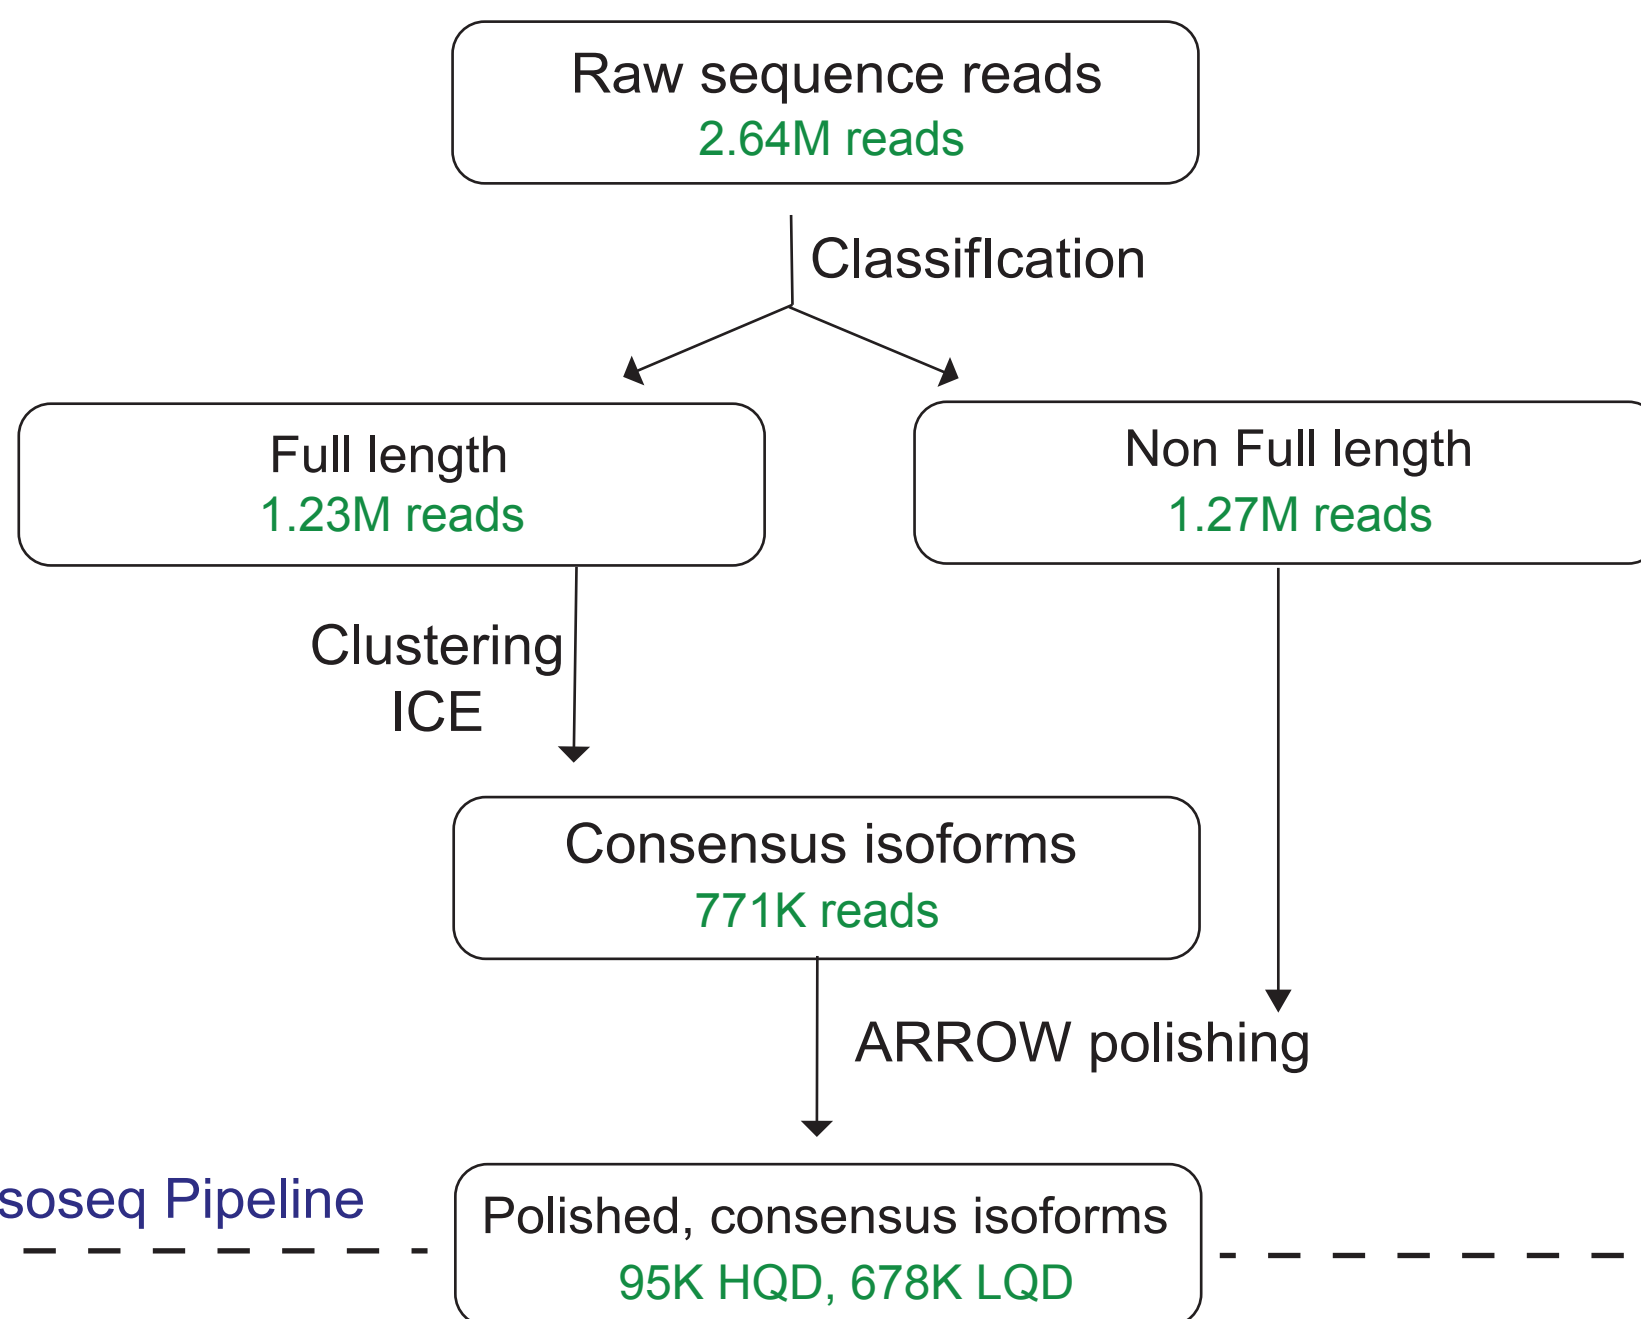 Raw sequence reads
2.64M reads
Classiflcation
Full length
1.23M reads
Non Full length
1.27M reads
Clustering
ICE
Consensus isoforms
771K reads
ARROW polishing
soseq Pipeline
Polished, consensus isoforms
95K HQD, 678K LQD